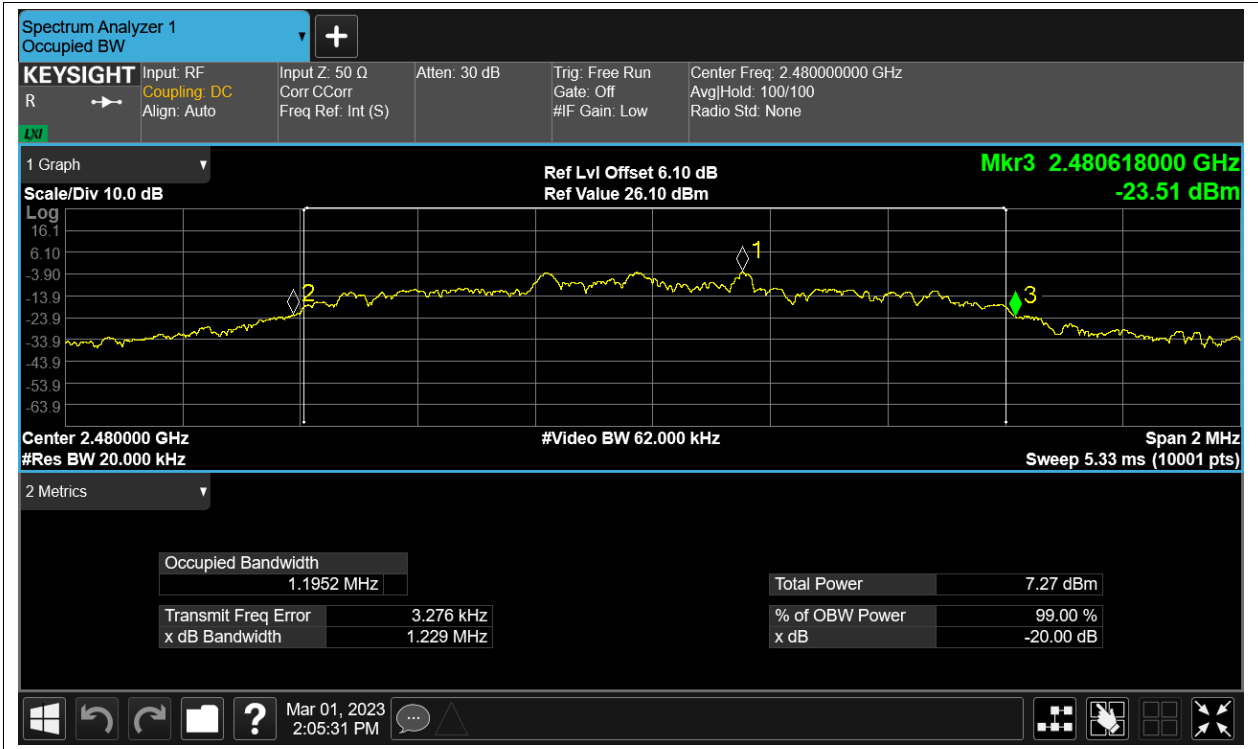 Spectrum Analyzer 1
Occupied BW
KEYSIGHT
R
LXI
Input: RF
Coupling: DC
Align: Auto
Input Z: 50 Ω
Corr CCorr
Freq Ref: Int (S)
Atten: 30 dB
Trig: Free Run
Gate: Off
#IF Gain: Low
Center Freq: 2.480000000 GHz
Avg|Hold: 100/100
Radio Std: None
1 Graph
Scale/Div 10.0 dB
Ref Lvl Offset 6.10 dB
Ref Value 26.10 dBm
Mkr3 2.480618000 GHz
-23.51 dBm
Log
16.1
6.10
-3.90
-13.9
-23.9
-33.9
-43.9
-53.9
-63.9
1
2
3
Center 2.480000 GHz
#Res BW 20.000 kHz
#Video BW 62.000 kHz
Span 2 MHz
Sweep 5.33 ms (10001 pts)
2 Metrics
Occupied Bandwidth
1.1952 MHz
Transmit Freq Error 3.276 kHz
x dB Bandwidth 1.229 MHz
Total Power 7.27 dBm
% of OBW Power 99.00 %
x dB -20.00 dB
?
Mar 01, 2023
2:05:31 PM